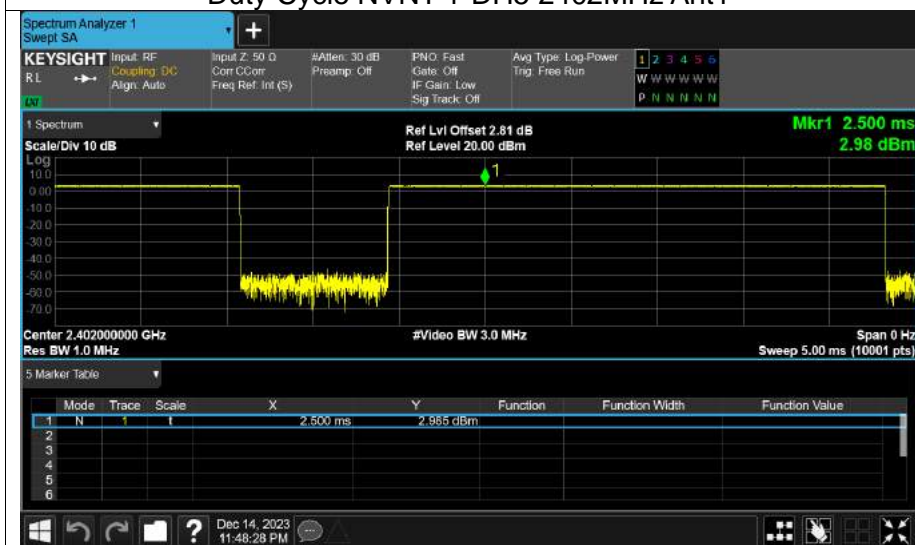 Spectrum Analyzer 1
Swept SA
+
KEYSIGHT Input: RF Input Z: 50 Ω #Atten: 30 dB PNO: Fast Avg Type: Log-Power 1 2 3 4 5 6
RL Coupling: DC Corr CCorr Preamp: Off Gate: Off Trig: Free Run W W W W W W
Align: Auto Freq Ref: Int (S) IF Gain: Low
Sig Track: Off P N N N N N
1 Spectrum Ref Lvl Offset 2.81 dB Mkr1 2.500 ms
Scale/Div 10 dB Ref Level 20.00 dBm 2.98 dBm
Log
10.0
0.00
-10.0
-20.0
-30.0
-40.0
-50.0
-60.0
-70.0
1
Center 2.402000000 GHz #Video BW 3.0 MHz Span 0 Hz
Res BW 1.0 MHz Sweep 5.00 ms (10001 pts)
5 Marker Table
Mode Trace Scale X Y Function Function Width Function Value
1 N 1 t 2.500 ms 2.985 dBm
2
3
4
5
6
? Dec 14, 2023
11:48:28 PM